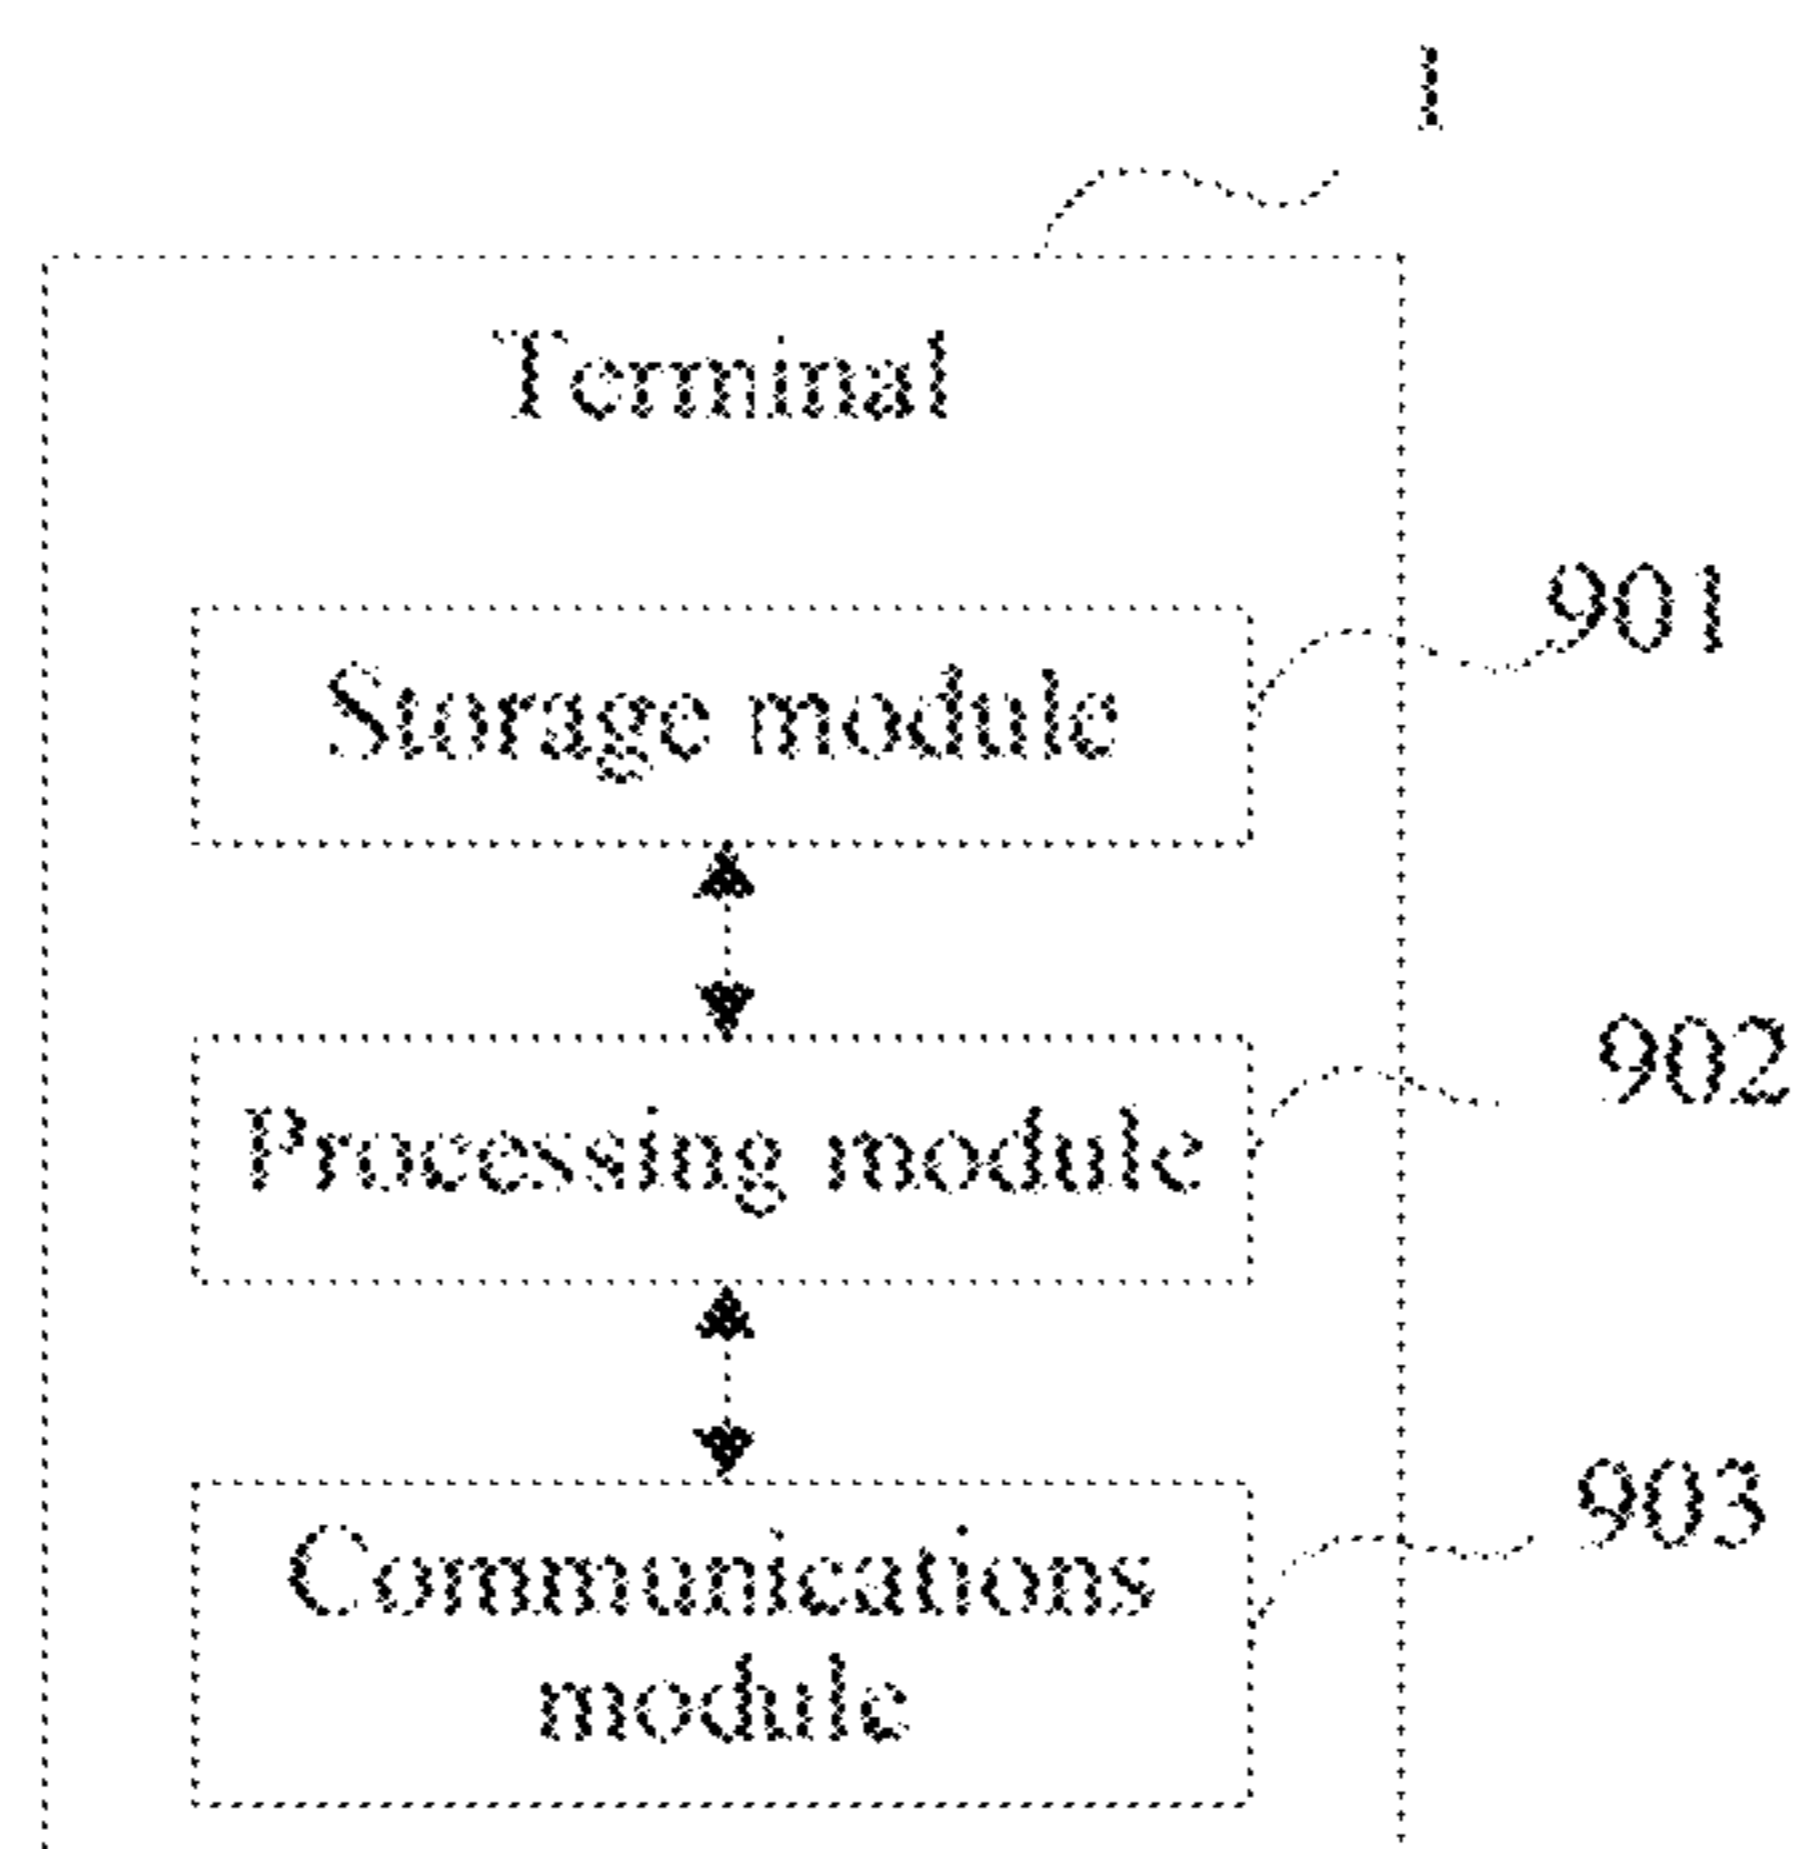 1
Terminal
901
Storage module
902
Processing module
903
Communications
module